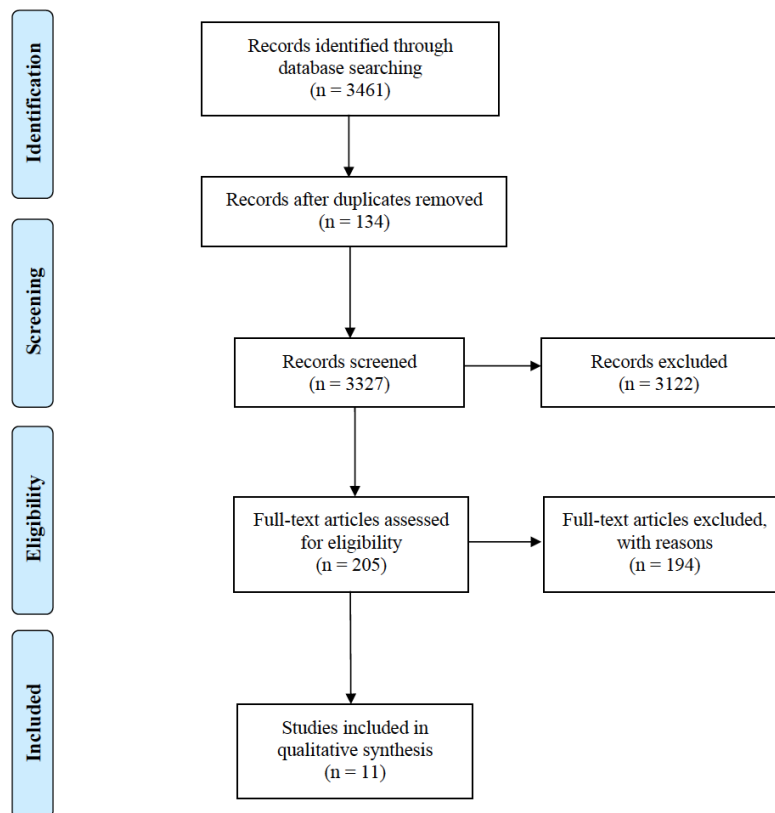 Identification
Records identified through
database searching
(n = 3461)
Records after duplicates removed
(n = 134)
Screening
Records screened
(n = 3327)
Records excluded
(n = 3122)
Eligibility
Full-text articles assessed
for eligibility
(n = 205)
Full-text articles excluded,
with reasons
(n = 194)
Included
Studies included in
qualitative synthesis
(n = 11)